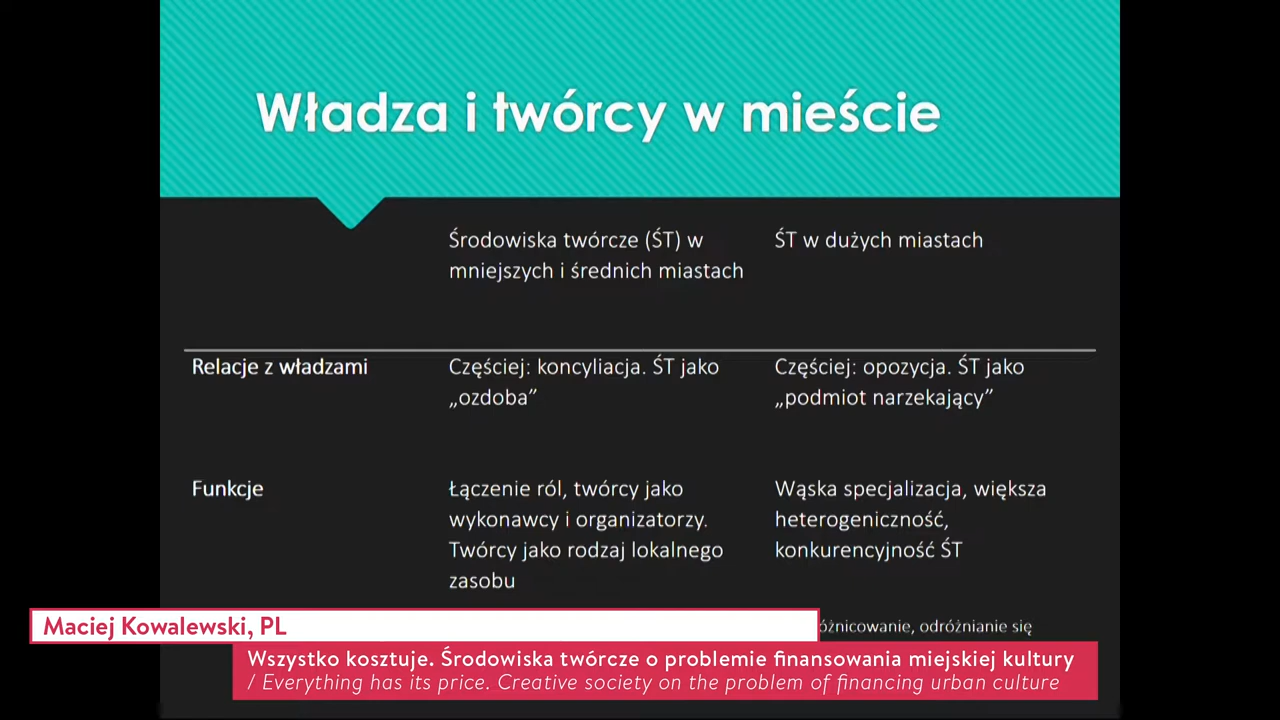 Władza i twórcy w mieście
Środowiska twórcze (ŚT) w
mniejszych i średnich miastach
ŚT w dużych miastach
Relacje z władzami
Częściej: koncyliacja. ŚT jako
„ozdoba”
Częściej: opozycja. ŚT jako
„podmiot narzekający”
Funkcje
Łączenie ról, twórcy jako
wykonawcy i organizatorzy.
Twórcy jako rodzaj lokalnego
zasobu
Wąska specjalizacja, większa
heterogeniczność,
konkurencyjność ŚT
odróżnianie się
Maciej Kowalewski, PL
Wszystko kosztuje. Środowiska twórcze o problemie finansowania miejskiej kultury
/ Everything has its price. Creative society on the problem of financing urban culture